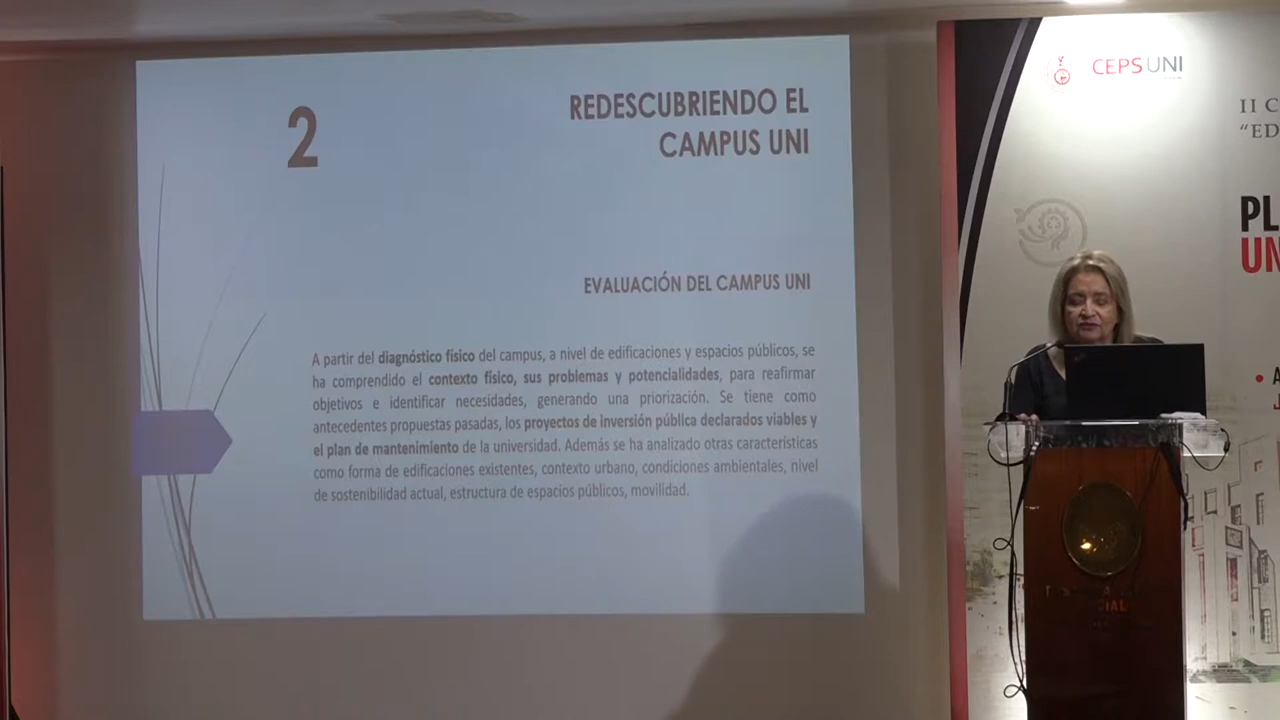 2
REDESCUBRIENDO EL
CAMPUS UNI
EVALUACIÓN DEL CAMPUS UNI
A partir del diagnóstico físico del campus, a nivel de edificaciones y espacios públicos, se
ha comprendido el contexto físico, sus problemas y potencialidades, para reafirmar
objetivos e identificar necesidades, generando una priorización. Se tiene como
antecedentes propuestas pasadas, los proyectos de inversión pública declarados viables y
el plan de mantenimiento de la universidad. Además se ha analizado otras características
como forma de edificaciones existentes, contexto urbano, condiciones ambientales, nivel
de sostenibilidad actual, estructura de espacios públicos, movilidad.
CEPSUNI
II C
"ED
PL
UN